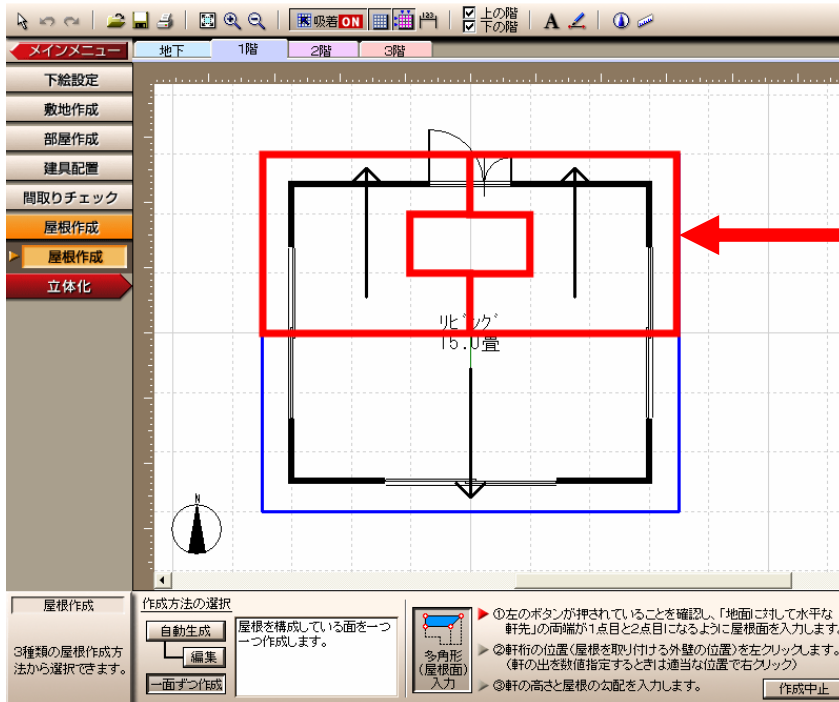 吸着ON
123
上の階
下の階
A
メインメニュー
地下
1階
2階
3階
下絵設定
敷地作成
部屋作成
建具配置
間取りチェック
屋根作成
屋根作成
立体化
リビング
15.0畳
N
屋根作成
3種類の屋根作成方
法から選択できます。
作成方法の選択
自動生成
編集
一面ずつ作成
屋根を構成している面を一つ
一つ作成します。
多角形
(屋根面)
入力
①左のボタンが押されていることを確認し、「地面に対して水平な
軒先」の両端が1点目と2点目になるように屋根面を入力します。
②軒桁の位置(屋根を取り付ける外壁の位置)を左クリックします。
(軒の出を数値指定するときは適当な位置で右クリック)
③軒の高さと屋根の勾配を入力します。
作成中止